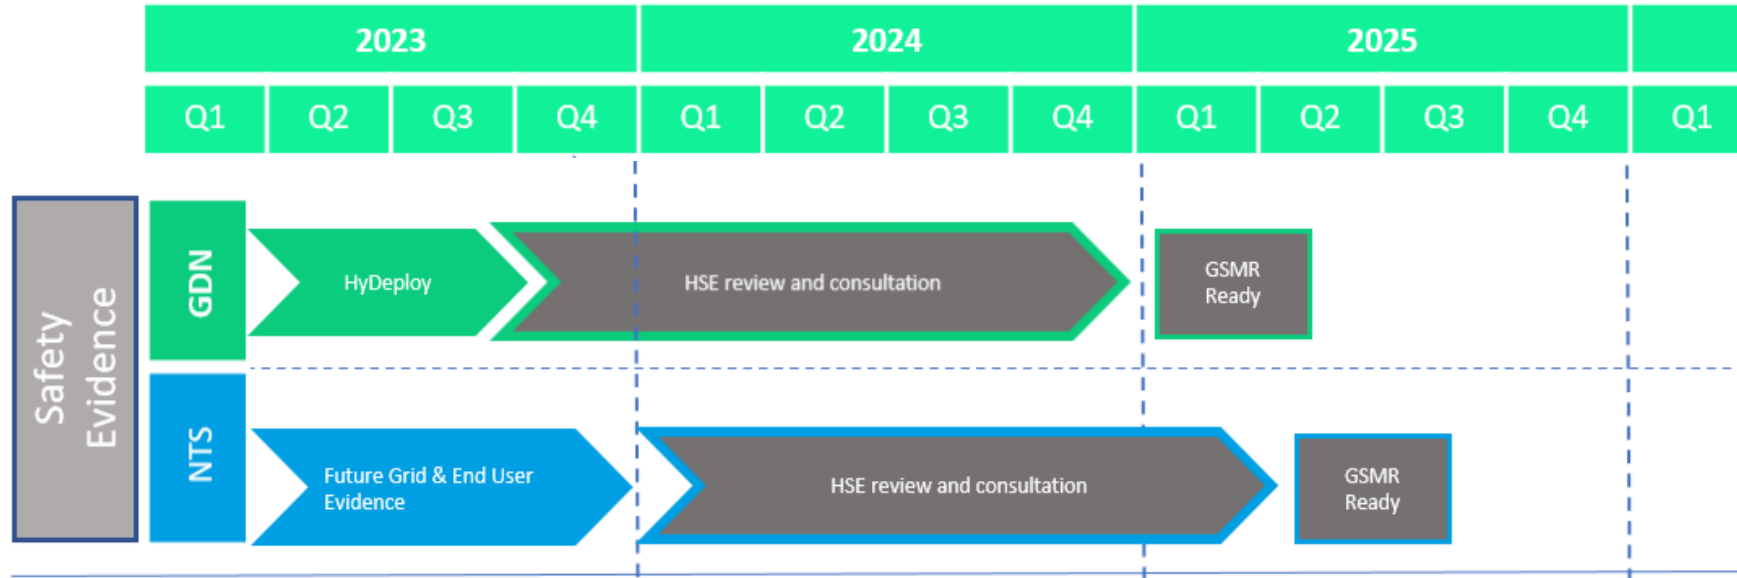 2023
2024
2025
Q1
Q2
Q3
Q4
Q1
Q2
Q3
Q4
Q1
Q2
Q3
Q4
Q1
Safety
Evidence
GDN
HyDeploy
HSE review and consultation
GSMR
Ready
NTS
Future Grid & End User
Evidence
HSE review and consultation
GSMR
Ready